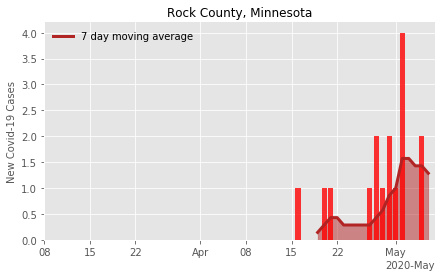 Rock County, Minnesota
7 day moving average
New Covid-19 Cases
4.0
3.5
3.0
2.5
2.0
1.5
1.0
0.5
0.0
08 15 22 Apr 08 15 22 May
2020-May